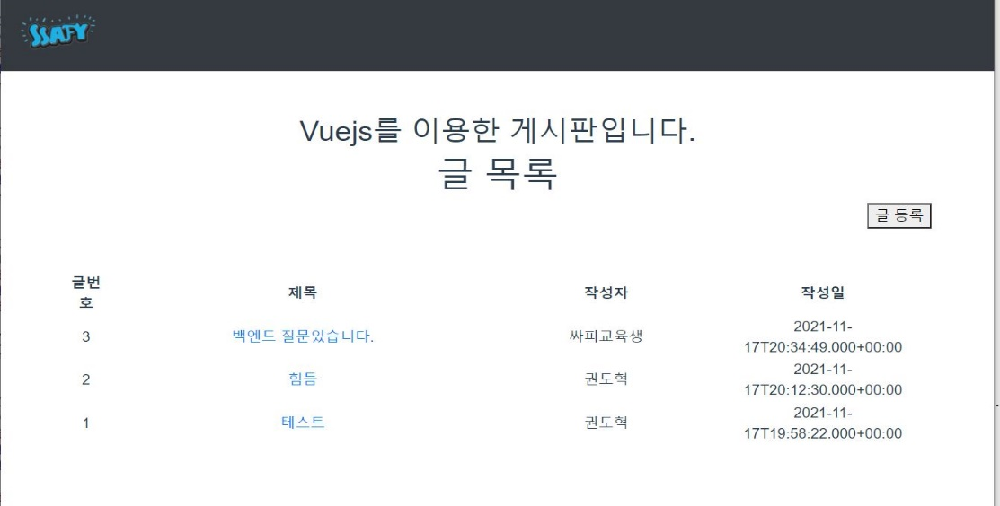 SSAFY
Vuejs를 이용한 게시판입니다.
글 목록
글 등록
글번
호 제목 작성자 작성일
3 백엔드 질문있습니다. 싸피교육생 2021-11-
17T20:34:49.000+00:00
2 힘듬 권도혁 2021-11-
17T20:12:30.000+00:00
1 테스트 권도혁 2021-11-
17T19:58:22.000+00:00